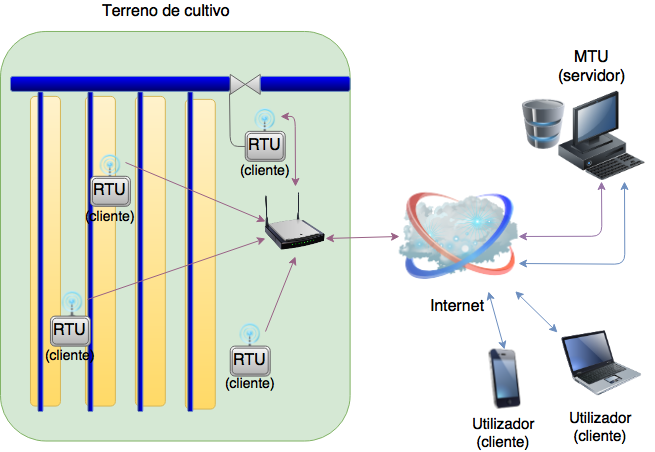 Terreno de cultivo
MTU
(servidor)
RTU
(cliente)
RTU
(cliente)
RTU
(cliente)
RTU
(cliente)
Internet
Utilizador
(cliente)
Utilizador
(cliente)